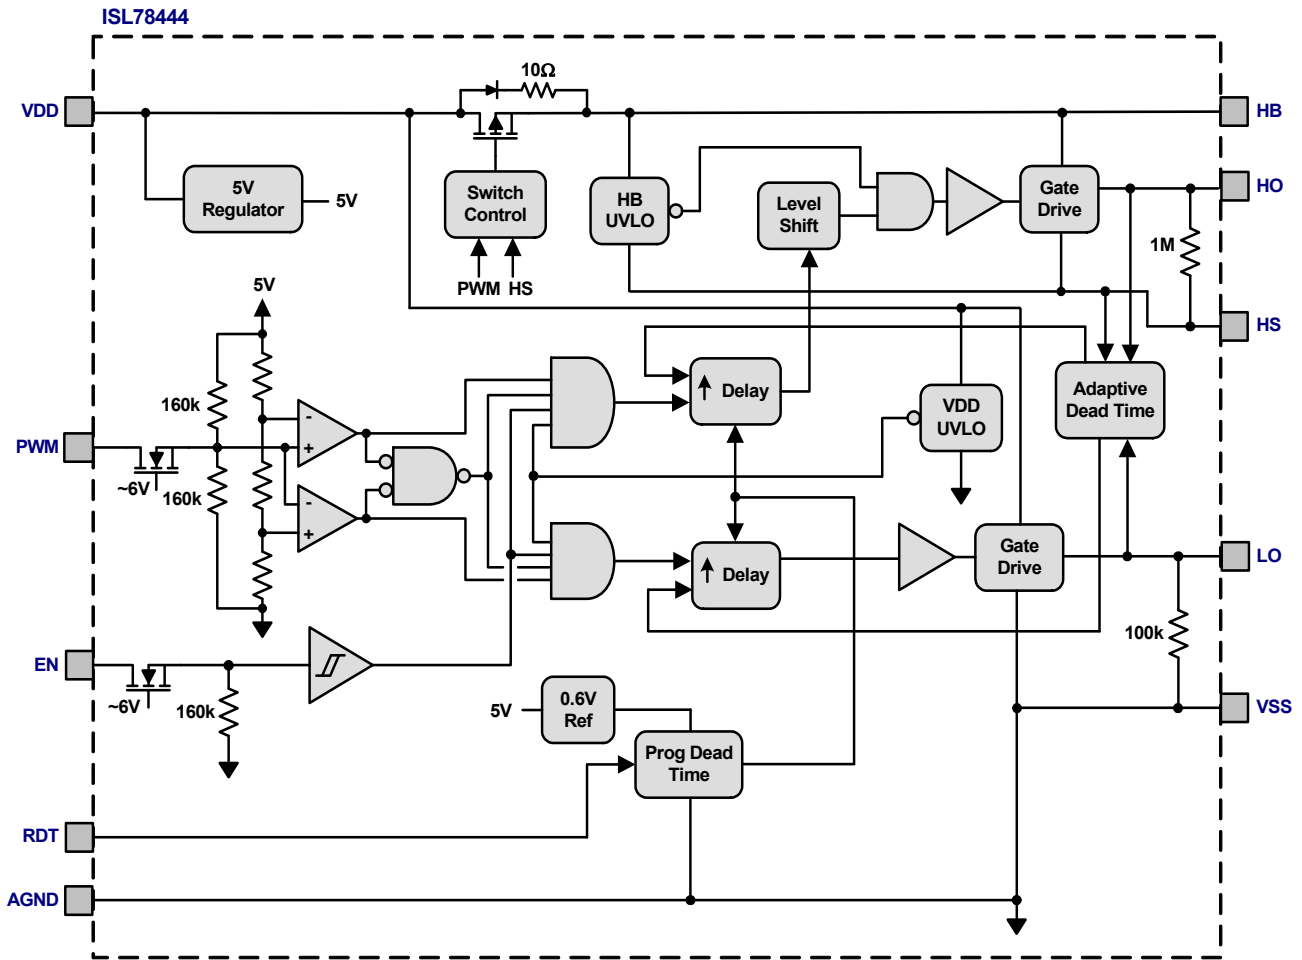 ISL78444
10Ω
VDD
HB
5V
Regulator
5V
Switch
Control
HB
UVLO
Level
Shift
Gate
Drive
HO
1M
PWM HS
5V
HS
160k
Delay
VDD
UVLO
Adaptive
Dead Time
-
+
PWM
~6V
160k
-
+
Delay
Gate
Drive
LO
100k
EN
~6V
160k
5V
0.6V
Ref
VSS
Prog Dead
Time
RDT
AGND